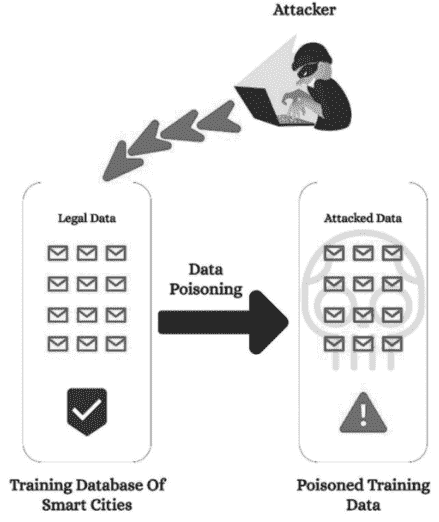 Attacker
Legal Data
Attacked Data
Data
Poisoning
Training Database Of
Smart Cities
Poisoned Training
Data